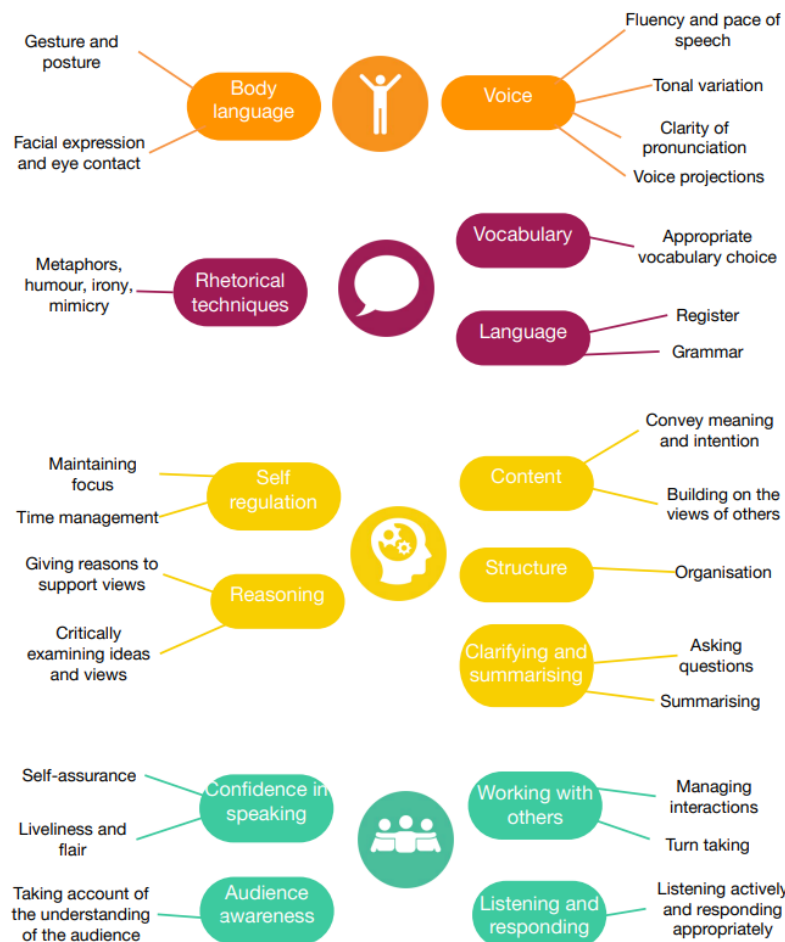 Gesture and
posture
Body
language
Facial expression
and eye contact
Voice
Fluency and pace of
speech
Tonal variation
Clarity of
pronunciation
Voice projections
Metaphors,
humour, irony,
mimicry
Rhetorical
techniques
Vocabulary
Appropriate
vocabulary choice
Language
Register
Grammar
Maintaining
focus
Time management
Self
regulation
Giving reasons to
support views
Reasoning
Critically
examining ideas
and views
Content
Convey meaning
and intention
Building on the
views of others
Structure
Organisation
Clarifying and
summarising
Asking
questions
Summarising
Self-assurance
Confidence in
speaking
Liveliness and
flair
Taking account of
the understanding
of the audience
Audience
awareness
Working with
others
Managing
interactions
Turn taking
Listening and
responding
Listening actively
and responding
appropriately